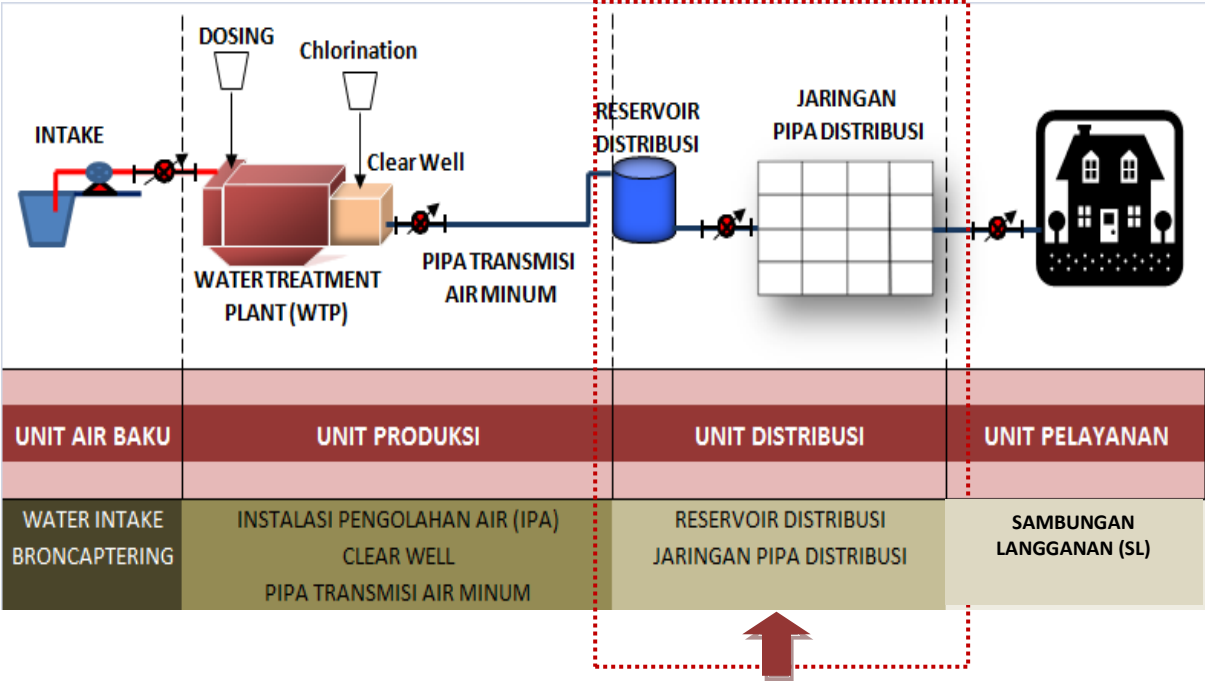 DOSING
Chlorination
INTAKE
Clear Well
WATER TREATMENT
PLANT (WTP)
PIPA TRANSMISI
AIR MINUM
RESERVOIR
DISTRIBUSI
JARINGAN
PIPA DISTRIBUSI
UNIT AIR BAKU
UNIT PRODUKSI
UNIT DISTRIBUSI
UNIT PELAYANAN
WATER INTAKE
BRONCAPTERING
INSTALASI PENGOLAHAN AIR (IPA)
CLEAR WELL
PIPA TRANSMISI AIR MINUM
RESERVOIR DISTRIBUSI
JARINGAN PIPA DISTRIBUSI
SAMBUNGAN
LANGGANAN (SL)